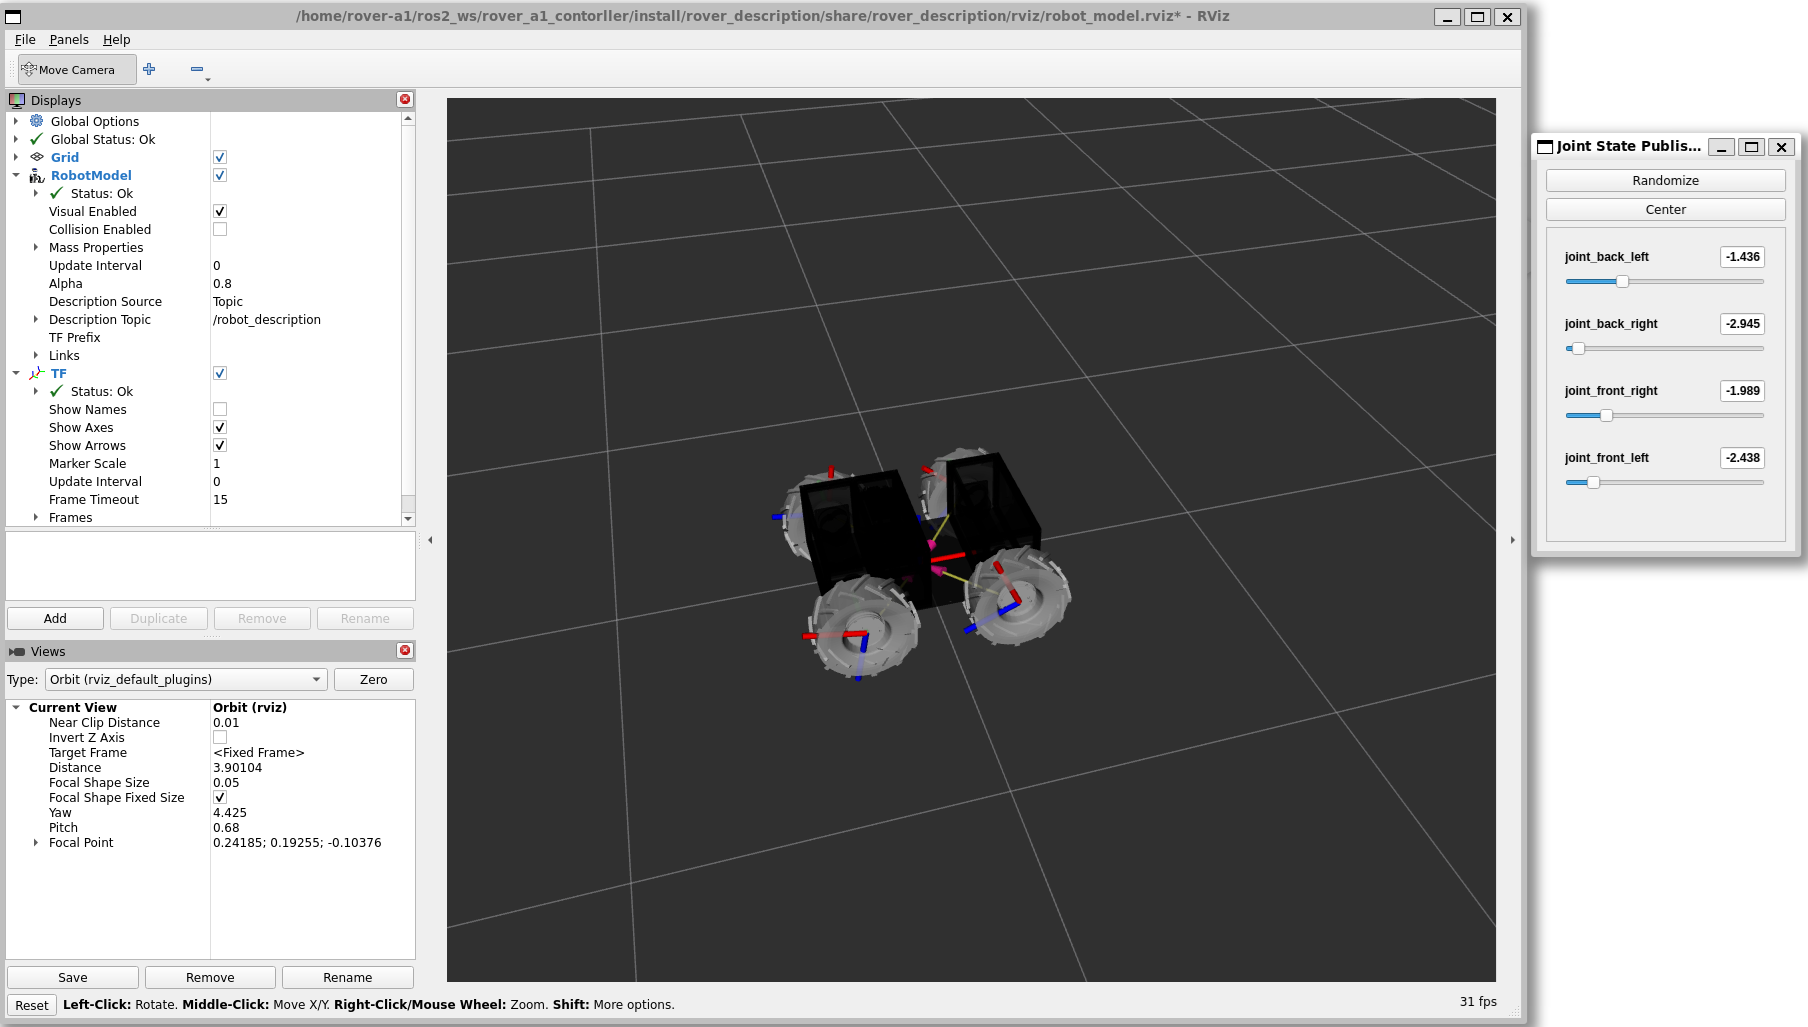 /home/rover-a1/ros2_ws/rover_a1_contorller/install/rover_description/share/rover_description/rviz/robot_model.rviz* - RViz
File Panels Help
Move Camera
Displays
Global Options
Global Status: Ok
Grid
RobotModel
Status: Ok
Visual Enabled
Collision Enabled
Mass Properties
Update Interval 0
Alpha 0.8
Description Source Topic
Description Topic /robot_description
TF Prefix
Links
TF
Status: Ok
Show Names
Show Axes
Show Arrows
Marker Scale 1
Update Interval 0
Frame Timeout 15
Frames
Add Duplicate Remove Rename
Views
Type: Orbit (rviz_default_plugins) Zero
Current View Orbit (rviz)
Near Clip Distance 0.01
Invert Z Axis
Target Frame <Fixed Frame>
Distance 3.90104
Focal Shape Size 0.05
Focal Shape Fixed Size
Yaw 4.425
Pitch 0.68
Focal Point 0.24185; 0.19255; -0.10376
Save Remove Rename
Reset Left-Click: Rotate. Middle-Click: Move X/Y. Right-Click/Mouse Wheel: Zoom. Shift: More options.
31 fps
Joint State Publis...
Randomize
Center
joint_back_left -1.436
joint_back_right -2.945
joint_front_right -1.989
joint_front_left -2.438